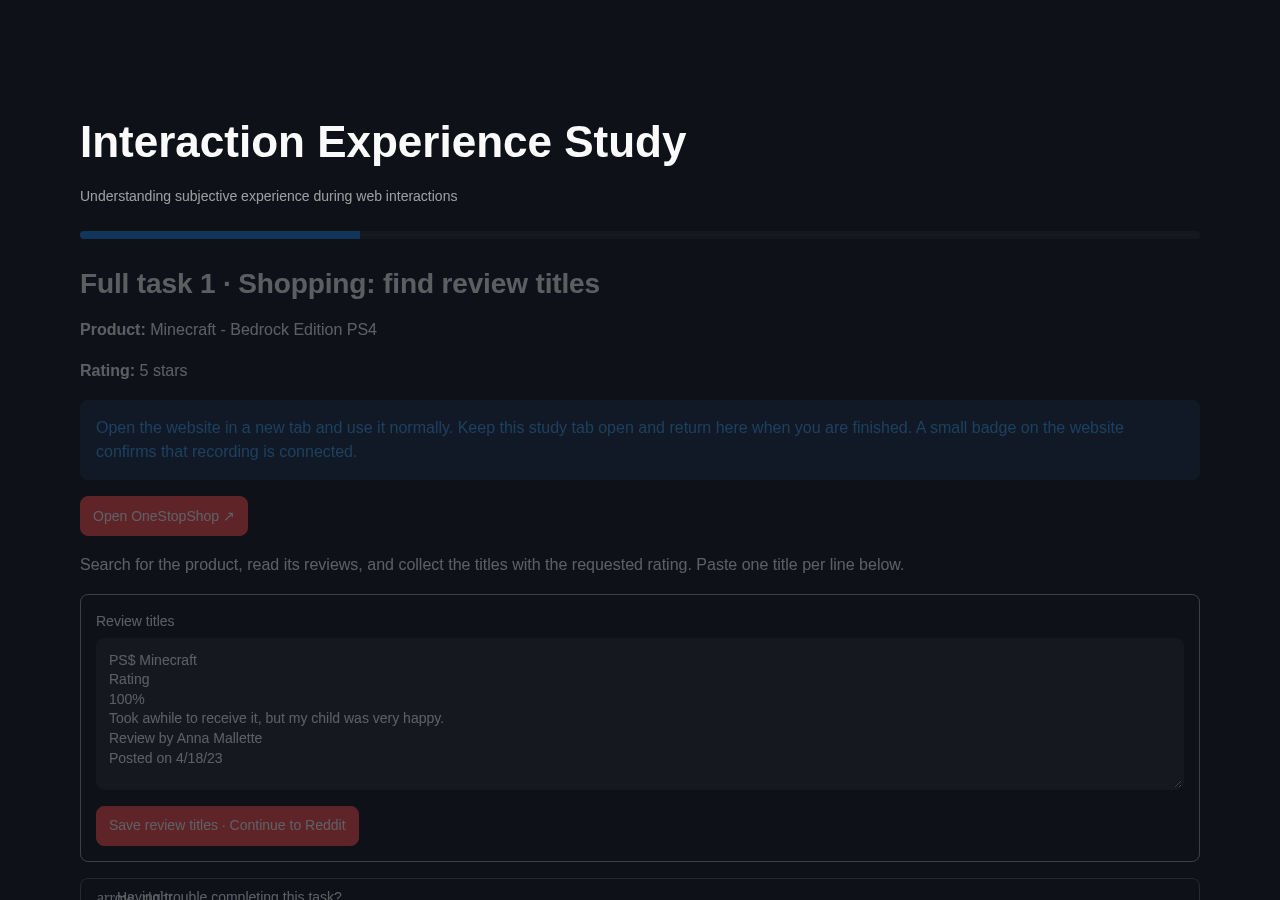 Interaction Experience Study
Understanding subjective experience during web interactions
Full task 1 · Shopping: find review titles
Product: Minecraft - Bedrock Edition PS4
Rating: 5 stars
Open the website in a new tab and use it normally. Keep this study tab open and return here when you are finished. A small badge on the website
confirms that recording is connected.
Open OneStopShop ↗
Search for the product, read its reviews, and collect the titles with the requested rating. Paste one title per line below.
Review titles
PS$ Minecraft
Rating
100%
Took awhile to receive it, but my child was very happy.
Review by Anna Mallette
Posted on 4/18/23
Save review titles · Continue to Reddit
Having trouble completing this task?